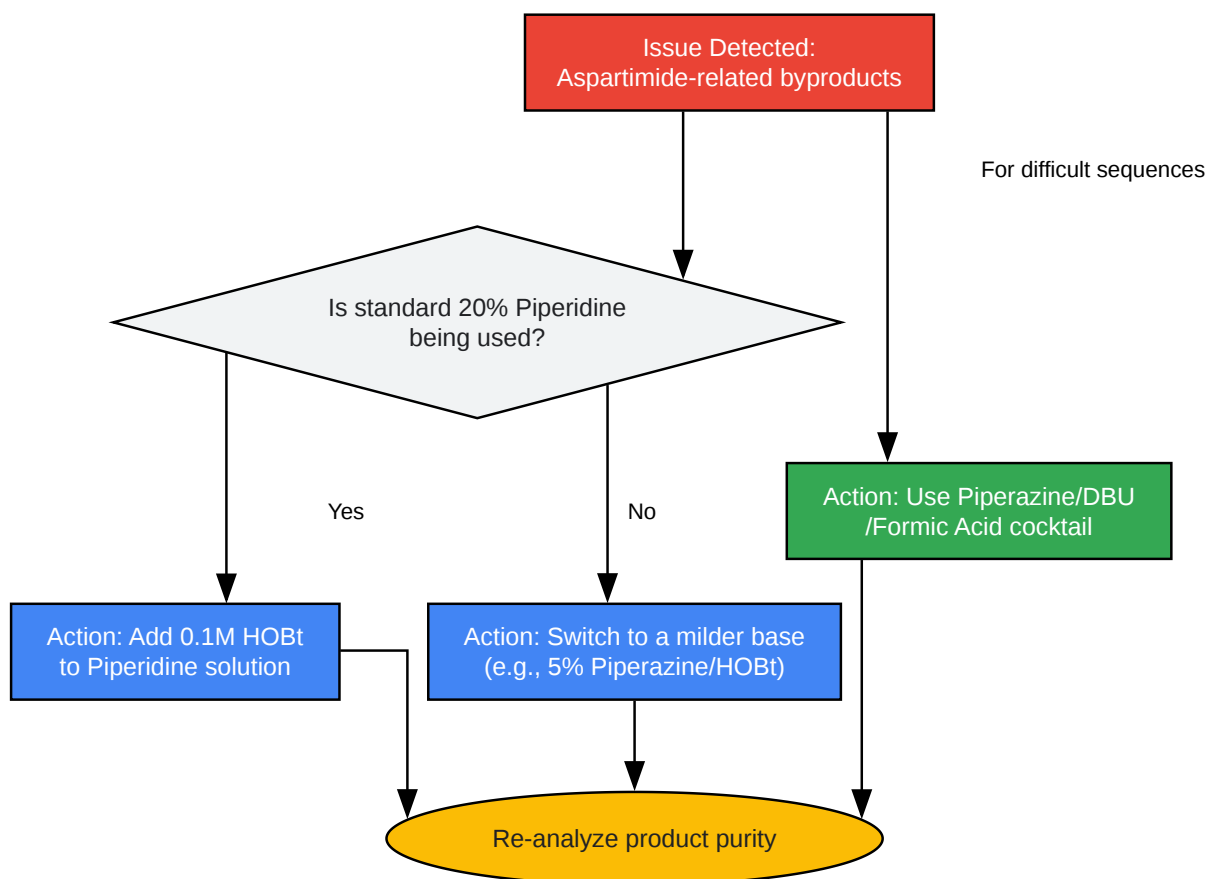 Issue Detected:
Aspartimide-related byproducts
For difficult sequences
Is standard 20% Piperidine
being used?
Yes
No
Action: Use Piperazine/DBU
/Formic Acid cocktail
Action: Add 0.1M HOBt
to Piperidine solution
Action: Switch to a milder base
(e.g., 5% Piperazine/HOBt)
Re-analyze product purity